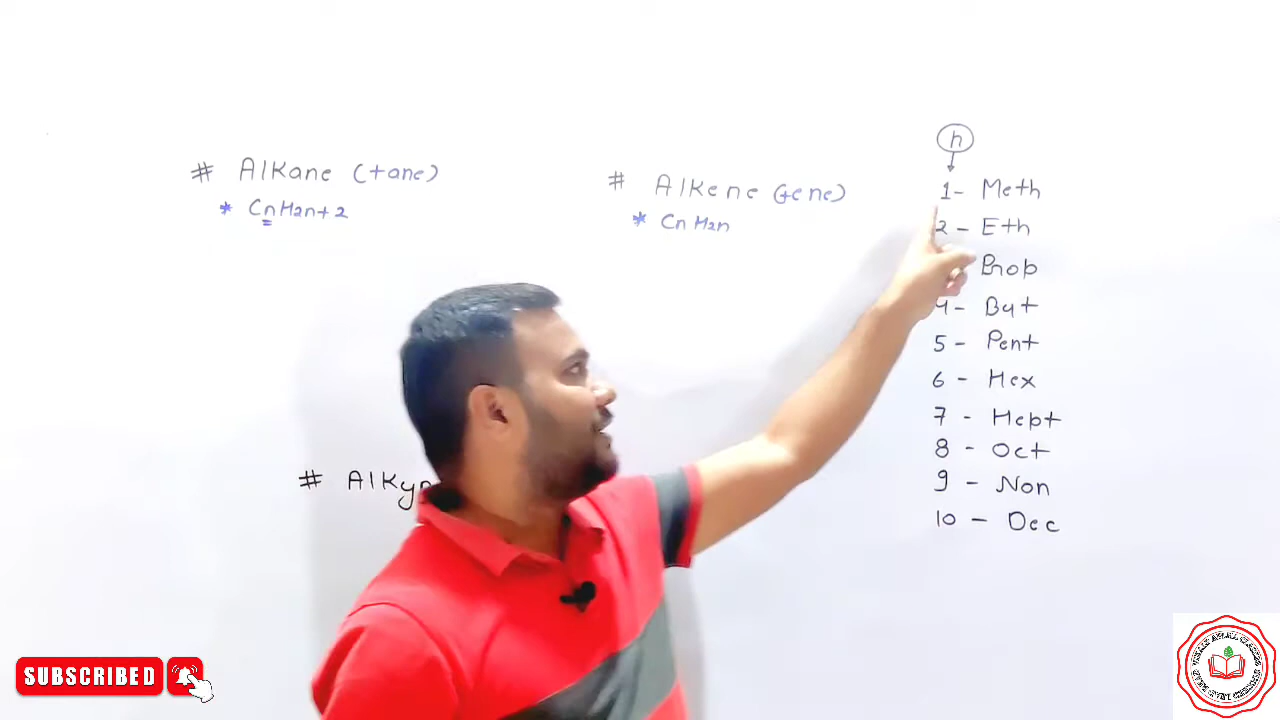 # Alkane (+ane)
* CnH2n+2
# Alkene (+ene)
* CnH2n
# Alkyn
n
1- Meth
2 - Eth
Prop
4- But
5 - Pent
6 - Hex
7 - Hept
8 - Oct
9 - Non
10 - Dec
SUBSCRIBED